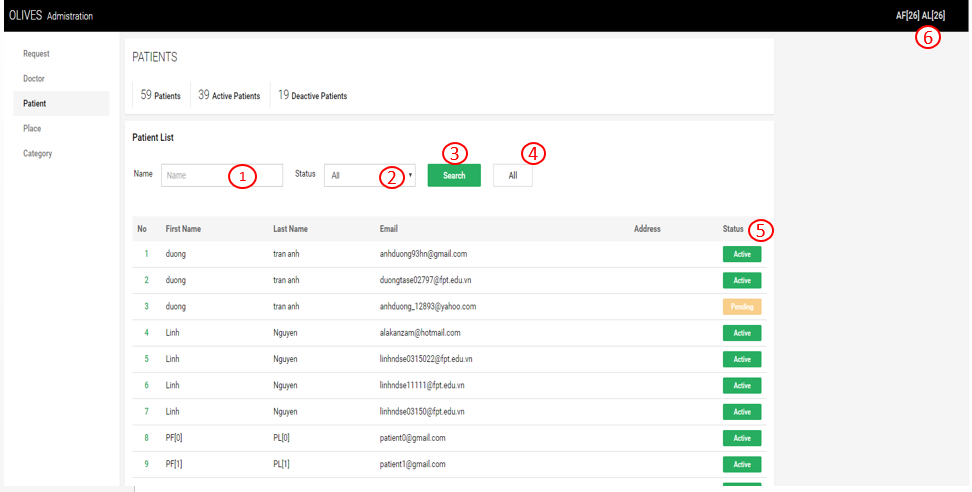 OLIVES Admistration AF[26] AL[26]
6
Request
Doctor
Patient
Place
Category
PATIENTS
59 Patients 39 Active Patients 19 Deactive Patients
Patient List
3 4
Name Name 1 Status All 2 Search All
No First Name Last Name Email Address Status 5
1 duong tran anh anhduong93hn@gmail.com Active
2 duong tran anh duongtase02797@fpt.edu.vn Active
3 duong tran anh anhduong_12893@yahoo.com Pending
4 Linh Nguyen alakanzam@hotmail.com Active
5 Linh Nguyen linhndse0315022@fpt.edu.vn Active
6 Linh Nguyen linhndse11111@fpt.edu.vn Active
7 Linh Nguyen linhndse03150@fpt.edu.vn Active
8 PF[0] PL[0] patient0@gmail.com Active
9 PF[1] PL[1] patient1@gmail.com Active